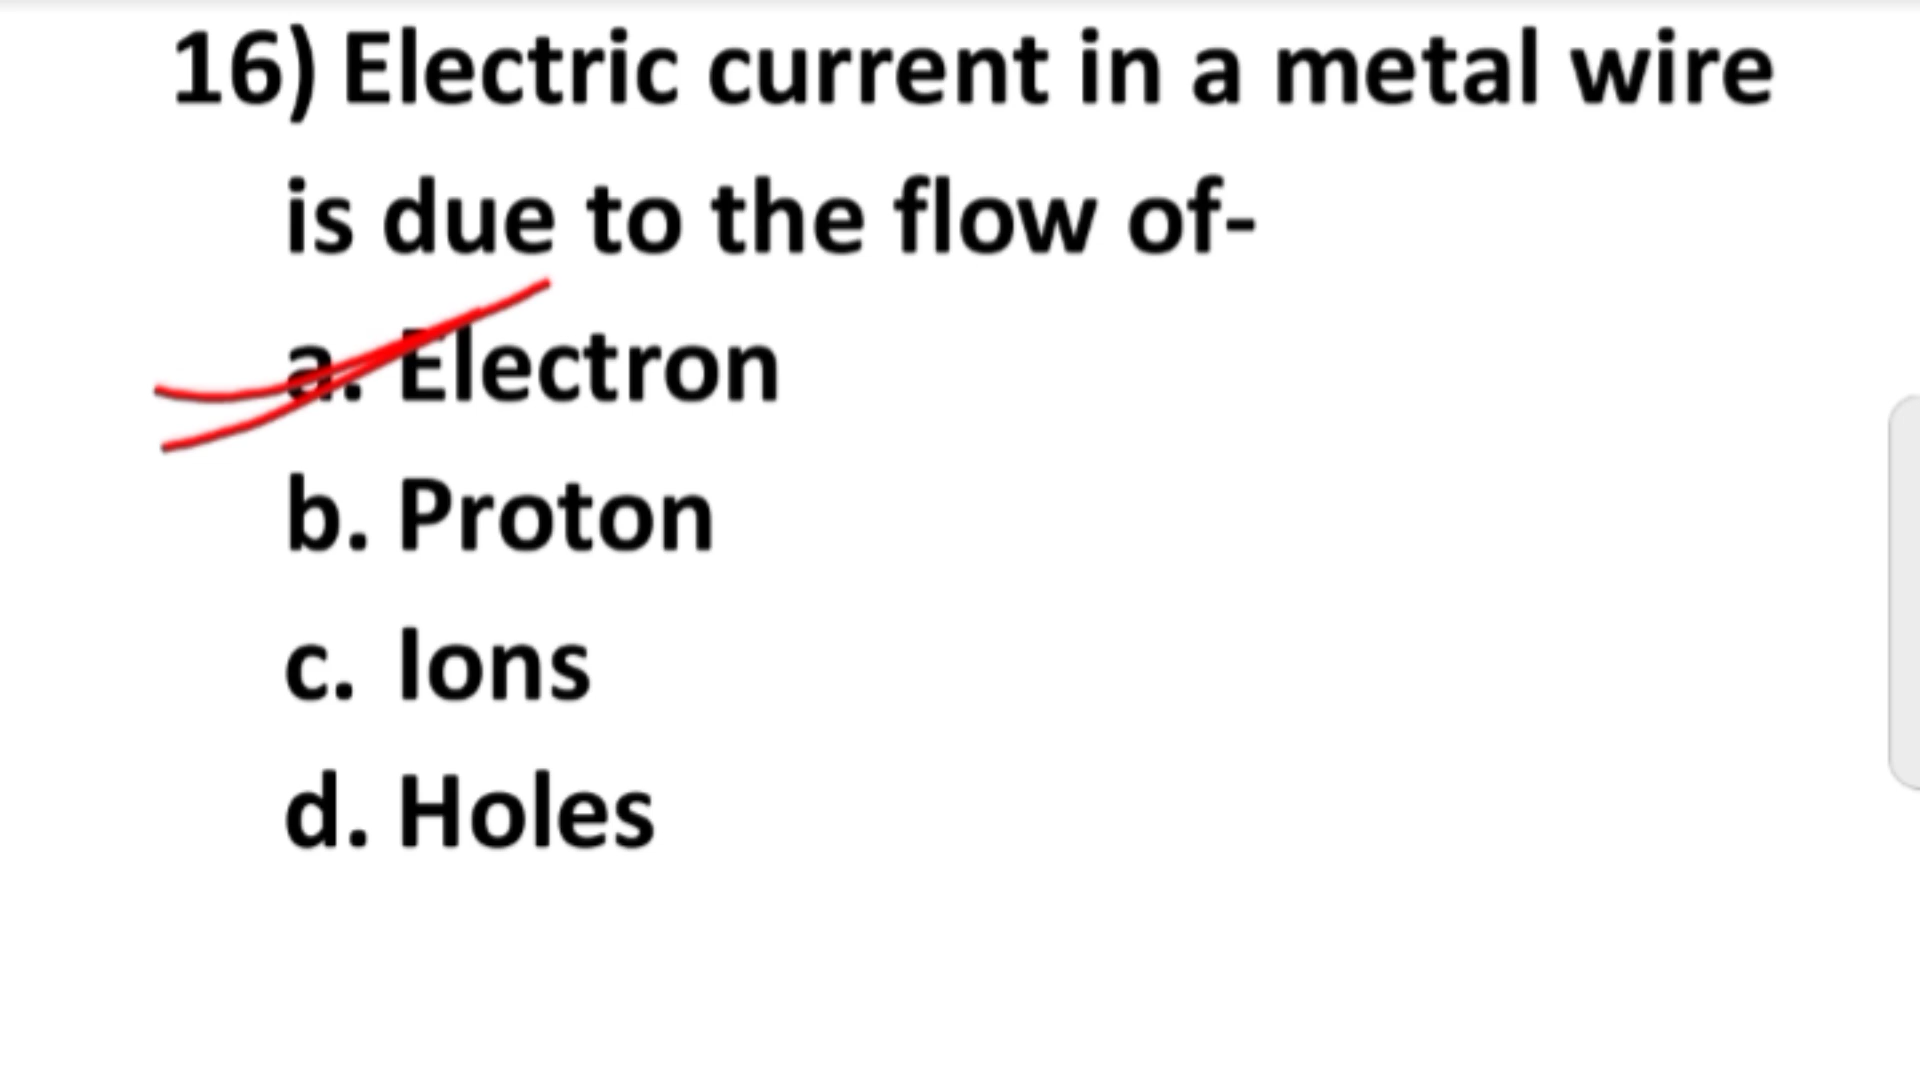 16) Electric current in a metal wire
is due to the flow of-
a. Electron
b. Proton
c. Ions
d. Holes